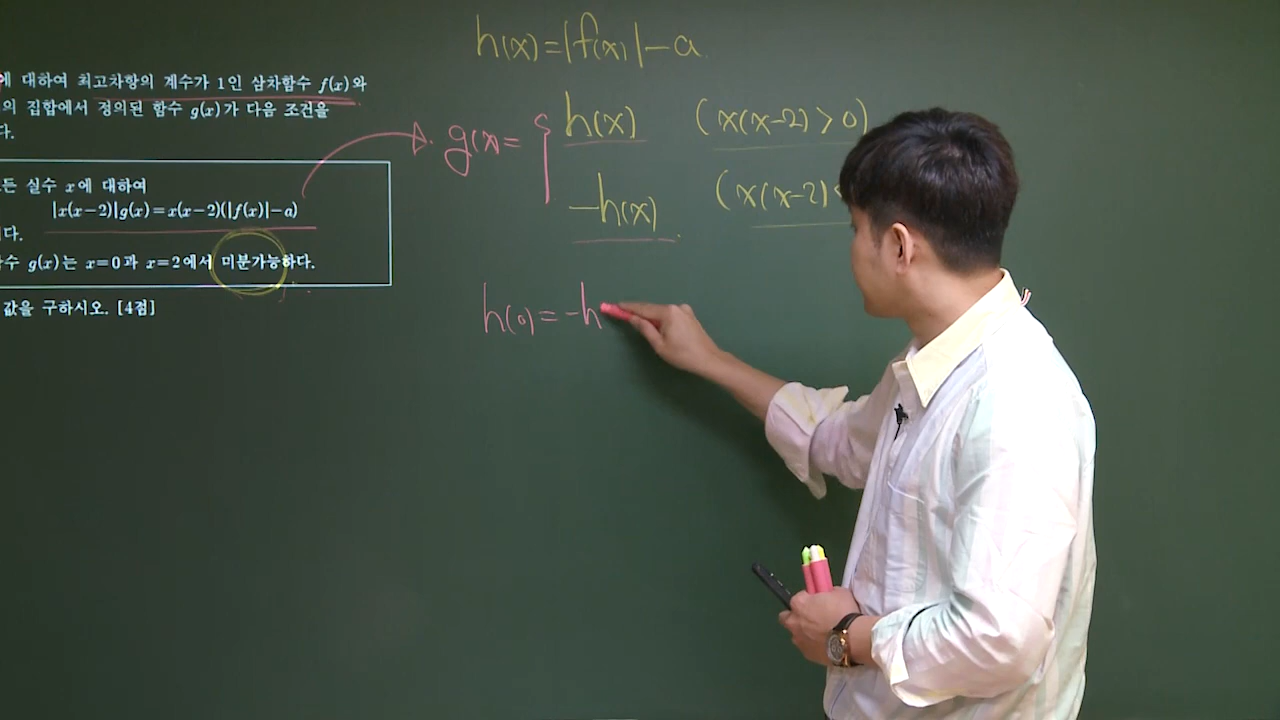 h(x)=|f(x)|-a
에 대하여 최고차항의 계수가 1인 삼차함수 f(x)와
의 집합에서 정의된 함수 g(x)가 다음 조건을
다.
g(x)= { h(x) (x(x-2)>0)
-h(x) (x(x-2)<
든 실수 x에 대하여
|x(x-2)|g(x)=x(x-2)(|f(x)|-a)
다.
함수 g(x)는 x=0과 x=2에서 미분가능하다.
값을 구하시오. [4점]
h(0)=-h